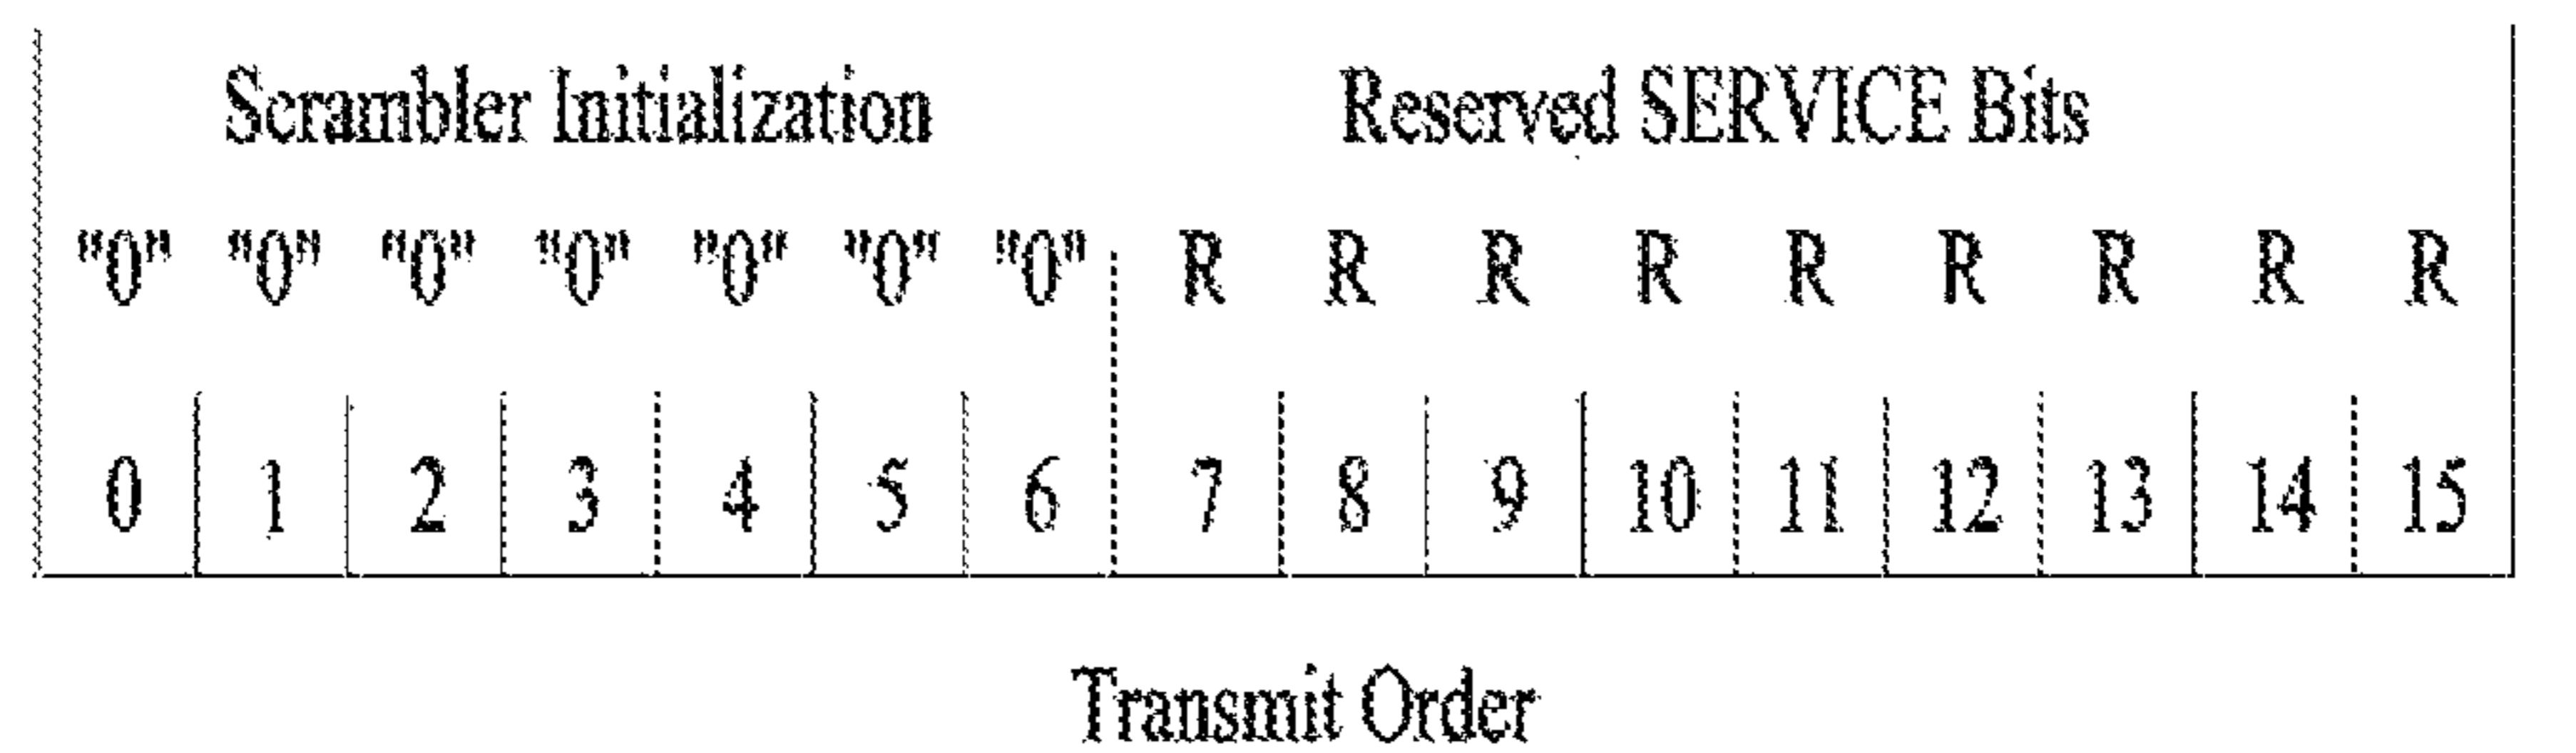 Scrambler Initialization Reserved SERVICE Bits
"0" "0" "0" "0" "0" "0" "0" R R R R R R R R R
0 1 2 3 4 5 6 7 8 9 10 11 12 13 14 15
Transmit Order